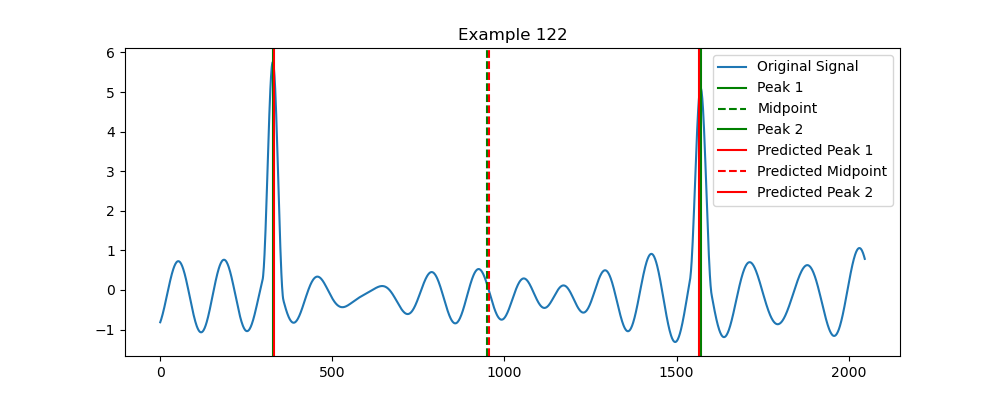 Example 122
6
5
4
3
2
1
0
−1
0
500
1000
1500
2000
Original Signal
Peak 1
Midpoint
Peak 2
Predicted Peak 1
Predicted Midpoint
Predicted Peak 2